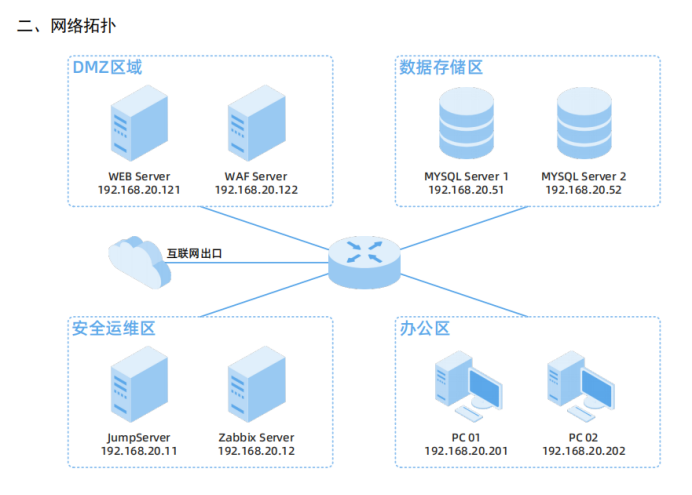 二、网络拓扑
DMZ区域
WEB Server
192.168.20.121
WAF Server
192.168.20.122
数据存储区
MYSQL Server 1
192.168.20.51
MYSQL Server 2
192.168.20.52
互联网出口
安全运维区
JumpServer
192.168.20.11
Zabbix Server
192.168.20.12
办公区
PC 01
192.168.20.201
PC 02
192.168.20.202